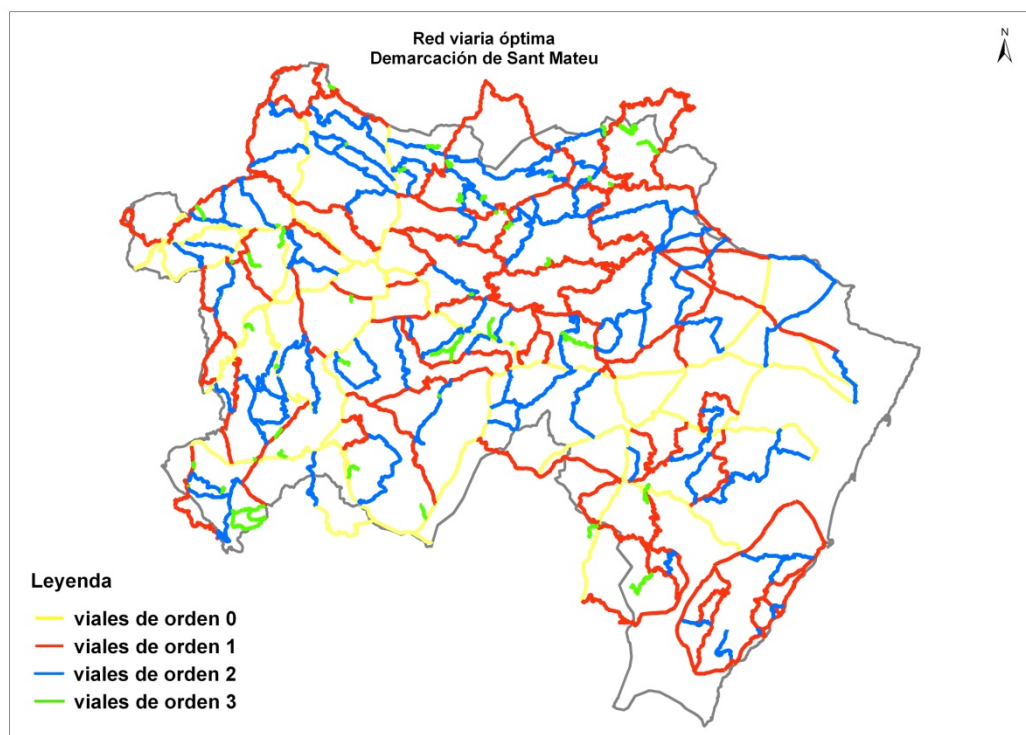 Red viaria óptima
Demarcación de Sant Mateu
N
Leyenda
viales de orden 0
viales de orden 1
viales de orden 2
viales de orden 3